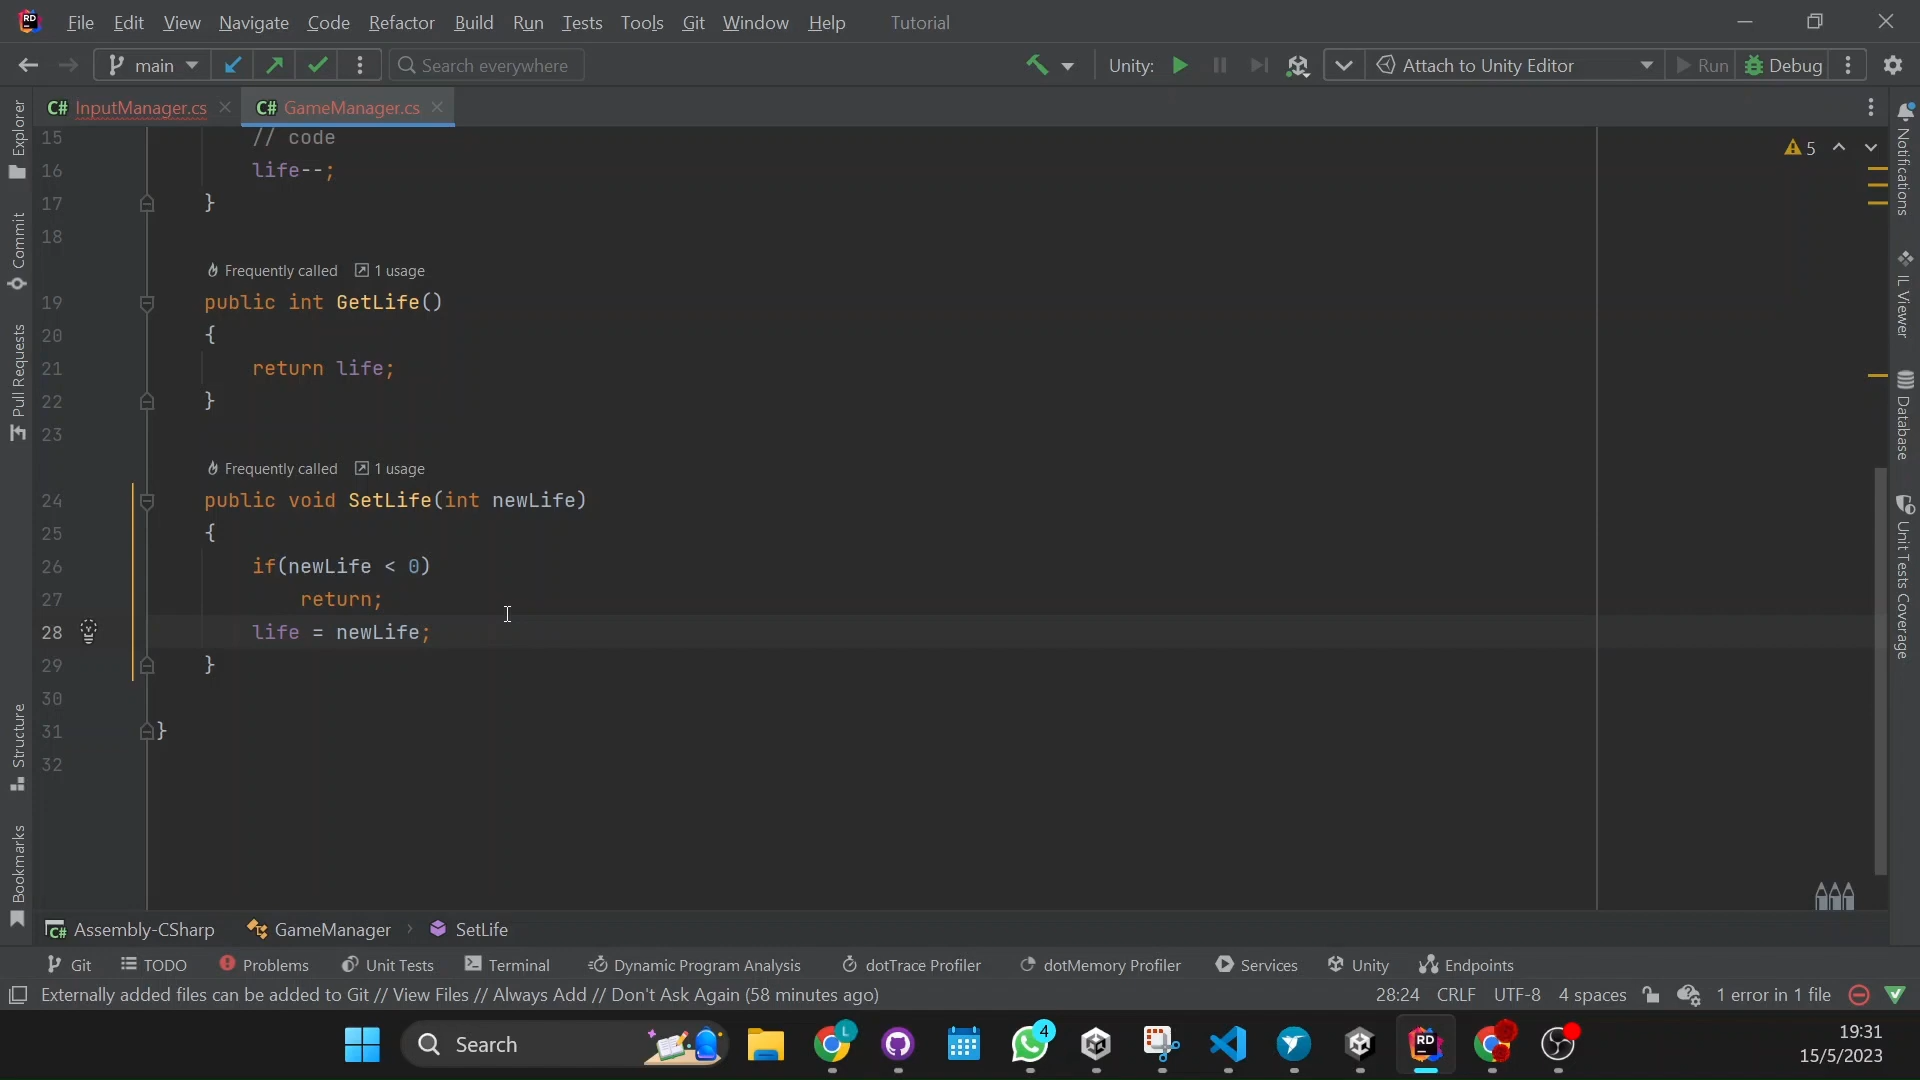 RD File Edit View Navigate Code Refactor Build Run Tests Tools Git Window Help Tutorial
main Search everywhere Unity: Attach to Unity Editor Run Debug
C# InputManager.cs C# GameManager.cs
5
15 // code
16 life--;
17 }
18
Frequently called 1 usage
19 public int GetLife()
20 {
21 return life;
22 }
23
Frequently called 1 usage
24 public void SetLife(int newLife)
25 {
26 if(newLife < 0)
27 return;
28 life = newLife;
29 }
30
31 }
32
Explorer
Commit
Pull Requests
Structure
Bookmarks
Notifications
IL Viewer
Database
Unit Tests Coverage
C# Assembly-CSharp GameManager › SetLife
Git TODO Problems Unit Tests Terminal Dynamic Program Analysis dotTrace Profiler dotMemory Profiler Services Unity Endpoints
Externally added files can be added to Git // View Files // Always Add // Don't Ask Again (58 minutes ago) 28:24 CRLF UTF-8 4 spaces 1 error in 1 file
Search L 4 RD 19:31
15/5/2023